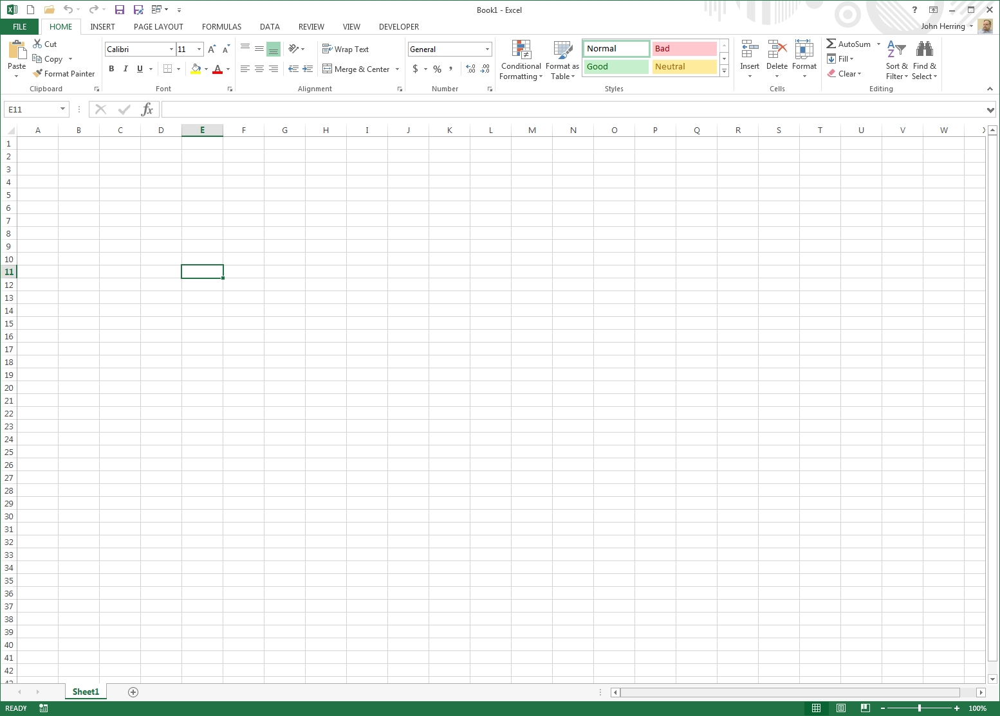 Book1 - Excel
?
FILE HOME INSERT PAGE LAYOUT FORMULAS DATA REVIEW VIEW DEVELOPER
John Herring
Paste
Cut
Copy
Format Painter
Clipboard
Calibri 11
B I U A
Font
Wrap Text
Merge & Center
Alignment
General
$ % ,
Number
Conditional
Formatting
Format as
Table
Normal Bad
Good Neutral
Styles
Insert Delete Format
Cells
AutoSum
Fill
Clear
Sort &
Filter
Find &
Select
Editing
E11 fx
A B C D E F G H I J K L M N O P Q R S T U V W X
1
2
3
4
5
6
7
8
9
10
11
12
13
14
15
16
17
18
19
20
21
22
23
24
25
26
27
28
29
30
31
32
33
34
35
36
37
38
39
40
41
42
Sheet1
READY
100%